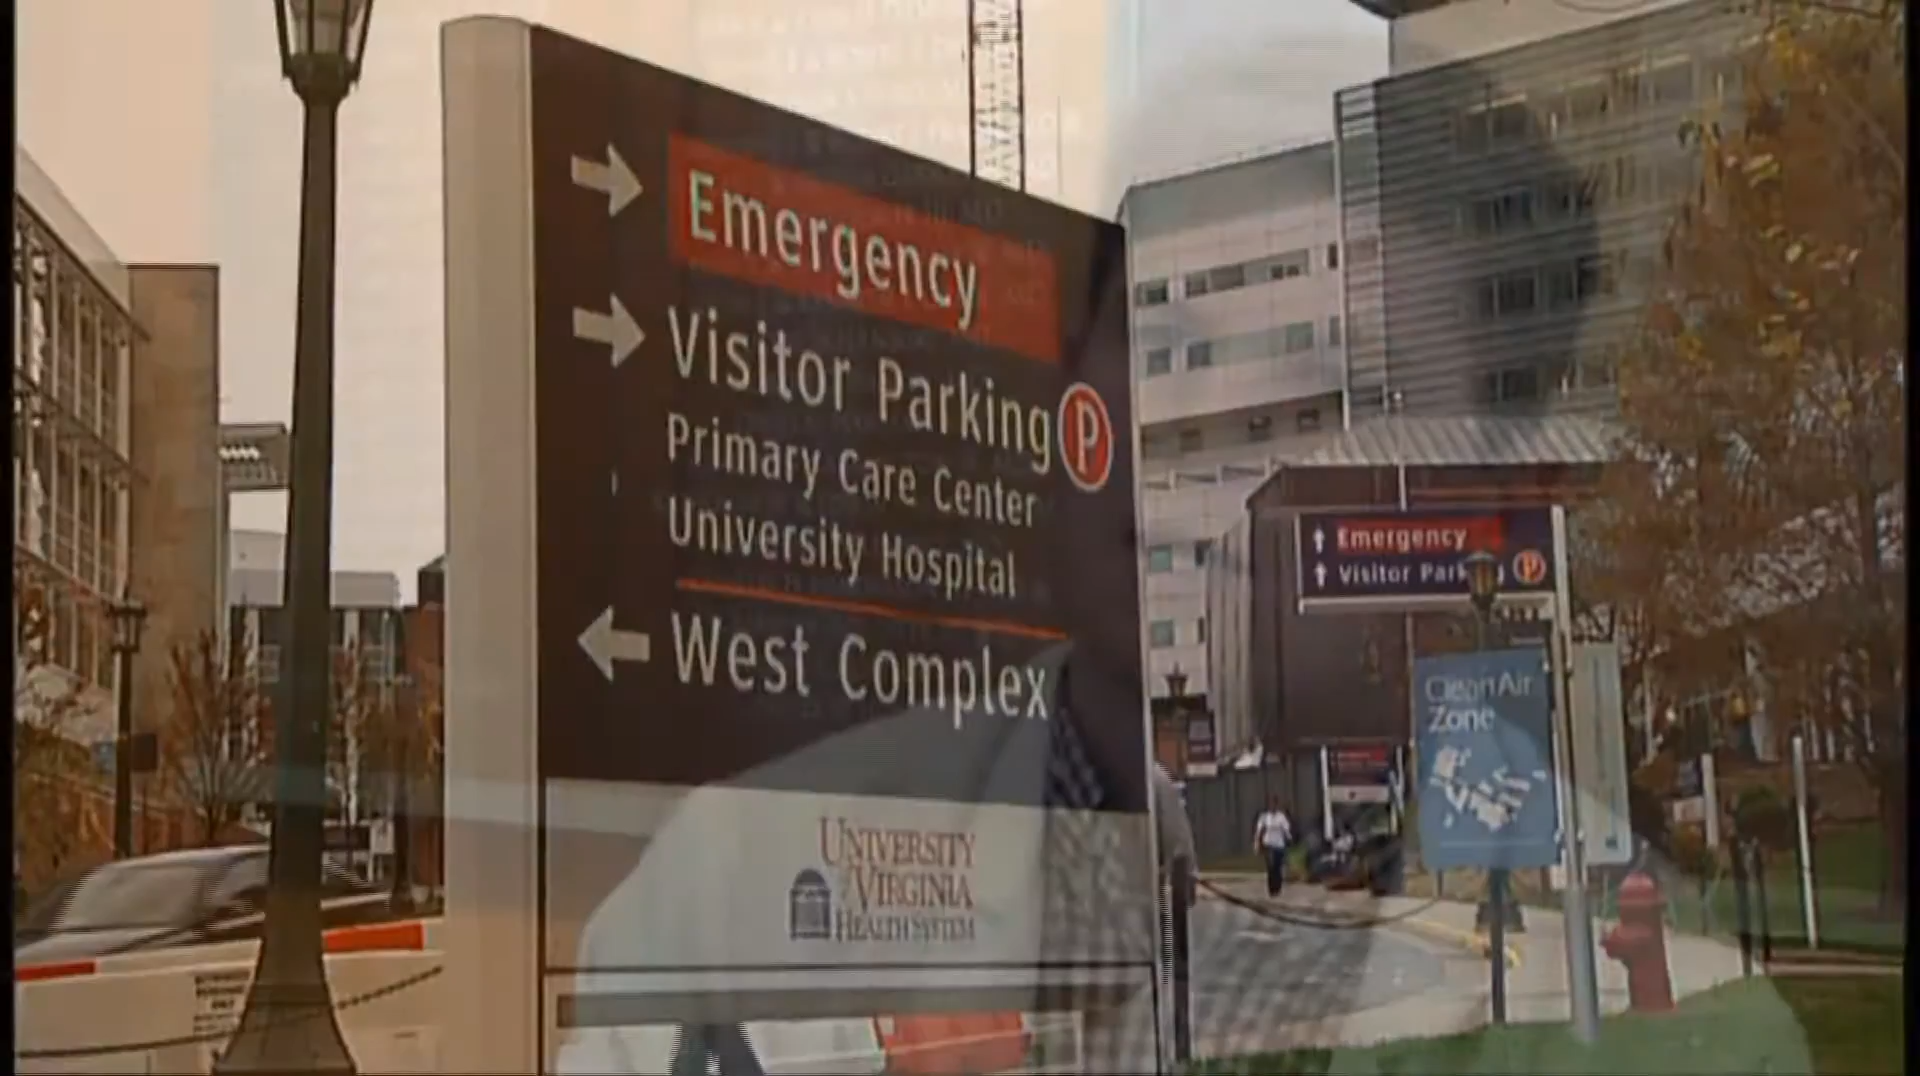 Emergency
Visitor Parking P
Primary Care Center
University Hospital
West Complex
UNIVERSITY
of VIRGINIA
HEALTH SYSTEM
Emergency
Visitor P
Clean Air
Zone